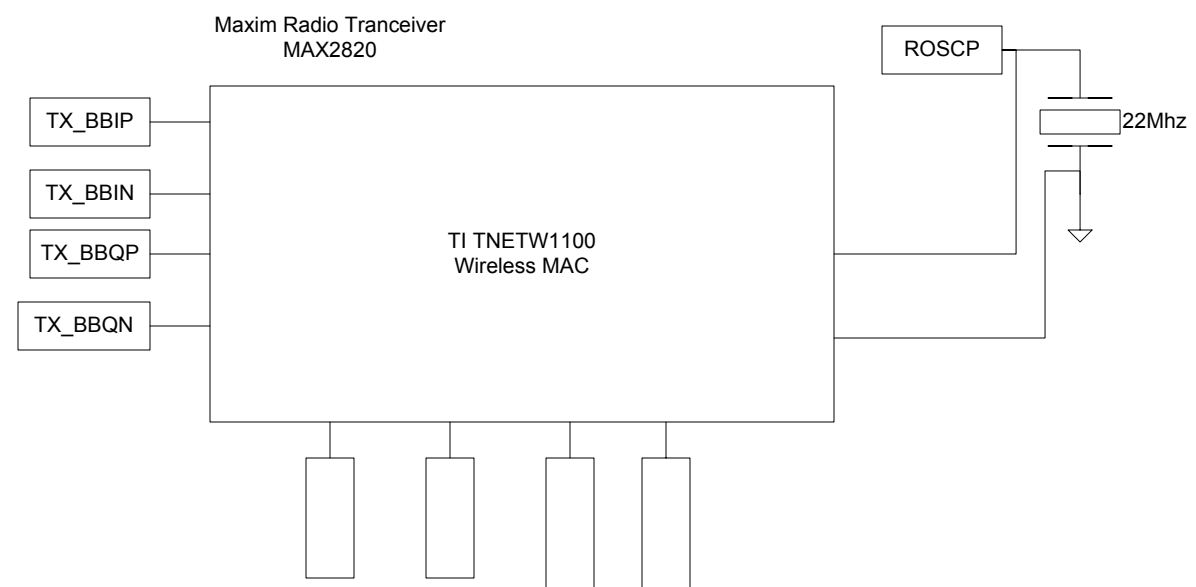 Maxim Radio Tranceiver
MAX2820
ROSCP
TX_BBIP
22Mhz
TX_BBIN
TI TNETW1100
Wireless MAC
TX_BBQP
TX_BBQN